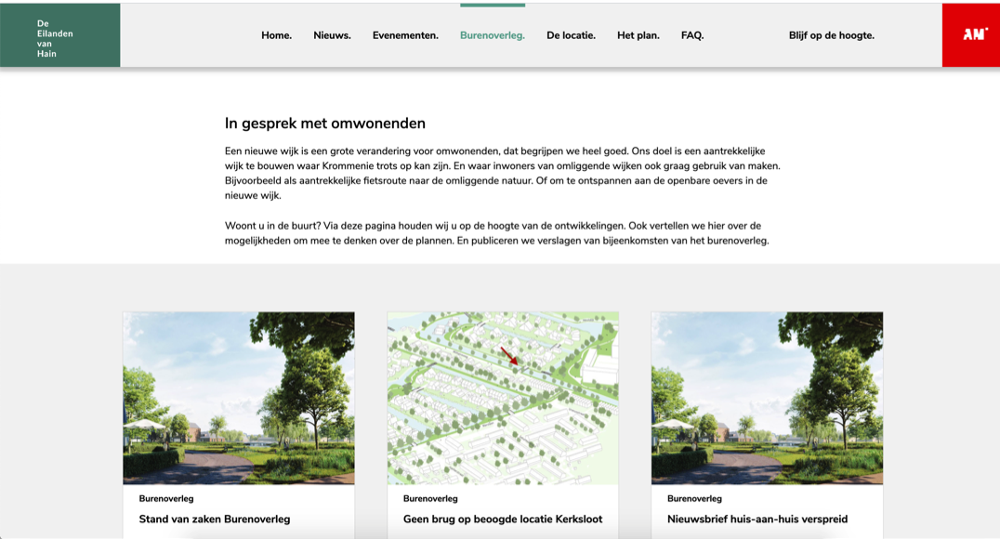 De
Eilanden
van
Hain
Home. Nieuws. Evenementen. Burenoverleg. De locatie. Het plan. FAQ. Blijf op de hoogte.
AM
In gesprek met omwonenden
Een nieuwe wijk is een grote verandering voor omwonenden, dat begrijpen we heel goed. Ons doel is een aantrekkelijke
wijk te bouwen waar Krommenie trots op kan zijn. En waar inwoners van omliggende wijken ook graag gebruik van maken.
Bijvoorbeeld als aantrekkelijke fietsroute naar de omliggende natuur. Of om te ontspannen aan de openbare oevers in de
nieuwe wijk.
Woont u in de buurt? Via deze pagina houden wij u op de hoogte van de ontwikkelingen. Ook vertellen we hier over de
mogelijkheden om mee te denken over de plannen. En publiceren we verslagen van bijeenkomsten van het burenoverleg.
Burenoverleg
Stand van zaken Burenoverleg
Burenoverleg
Geen brug op beoogde locatie Kerksloot
Burenoverleg
Nieuwsbrief huis-aan-huis verspreid